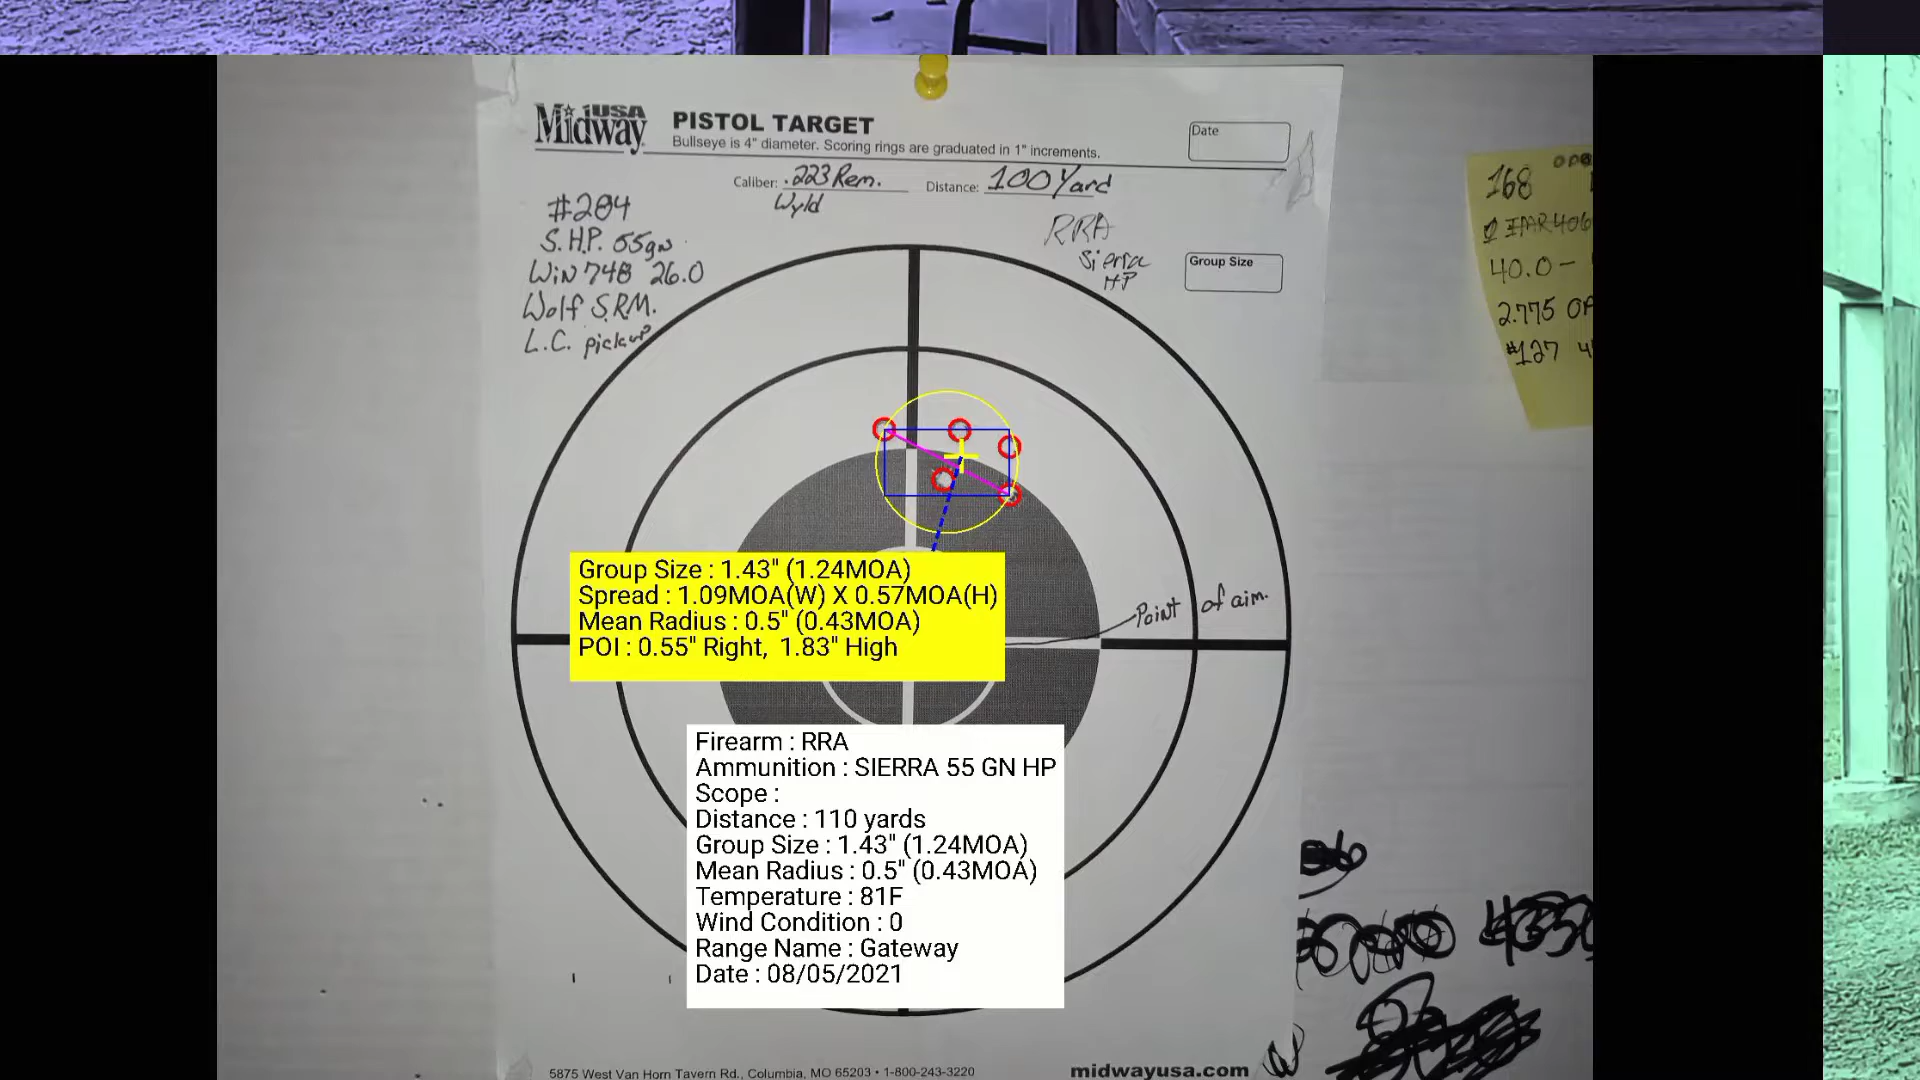 MidwayUSA
PISTOL TARGET
Bullseye is 4" diameter. Scoring rings are graduated in 1" increments.
Date
Caliber: .223 Rem.
Wyld
Distance: 100 Yard
#204
S.H.P. 55gn
Win 748 26.0
Wolf S.R.M.
L.C. pickup
RRA
Sierra
HP
Group Size
168
40.0 -
2.775
#127
Point of aim.
Group Size : 1.43" (1.24MOA)
Spread : 1.09MOA(W) X 0.57MOA(H)
Mean Radius : 0.5" (0.43MOA)
POI : 0.55" Right, 1.83" High
Firearm : RRA
Ammunition : SIERRA 55 GN HP
Scope :
Distance : 110 yards
Group Size : 1.43" (1.24MOA)
Mean Radius : 0.5" (0.43MOA)
Temperature : 81F
Wind Condition : 0
Range Name : Gateway
Date : 08/05/2021
5875 West Van Horn Tavern Rd., Columbia, MO 65203 • 1-800-243-3220
midwayusa.com